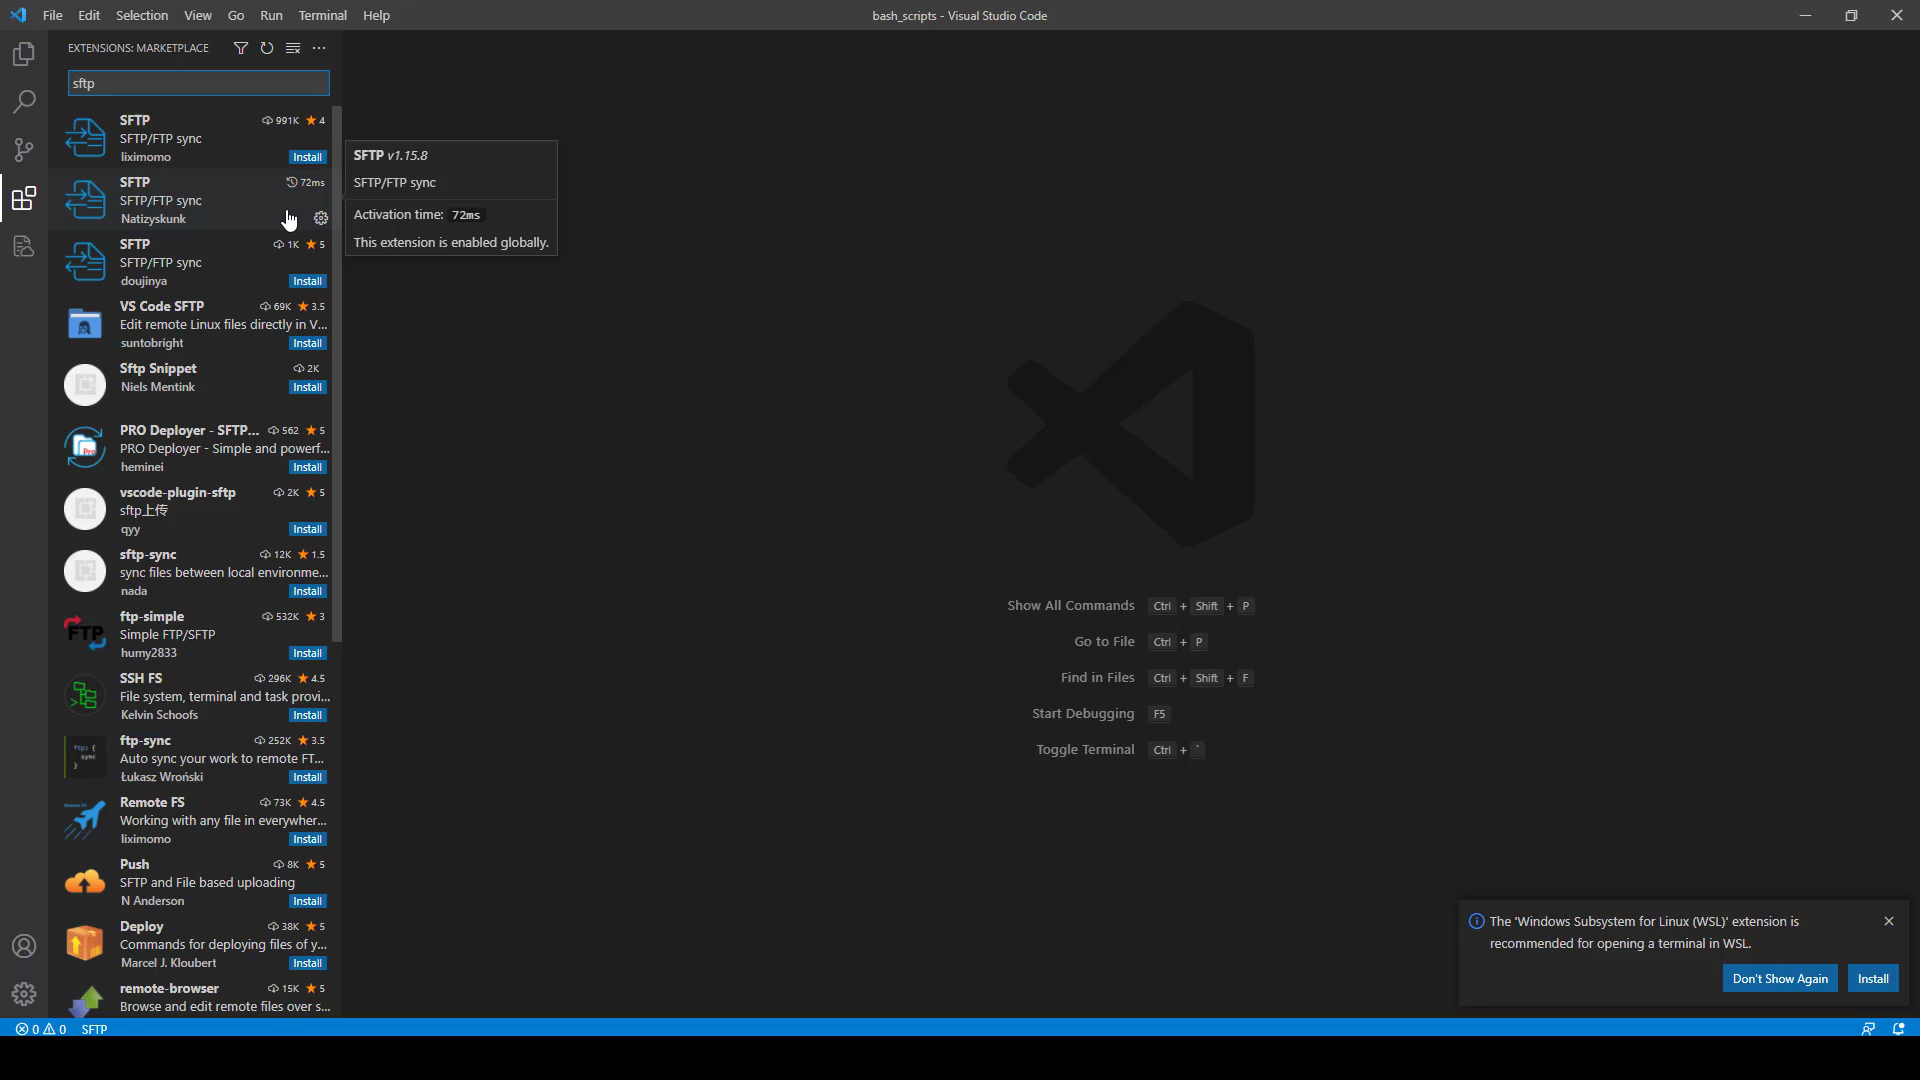 File Edit Selection View Go Run Terminal Help
bash_scripts - Visual Studio Code
EXTENSIONS: MARKETPLACE
sftp
SFTP 991K ★ 4
SFTP/FTP sync
liximomo Install
SFTP 72ms
SFTP/FTP sync
Natizyskunk
SFTP 1K ★ 5
SFTP/FTP sync
doujinya Install
VS Code SFTP 69K ★ 3.5
Edit remote Linux files directly in V...
suntobright Install
Sftp Snippet 2K
Niels Mentink Install
PRO Deployer - SFTP... 562 ★ 5
PRO Deployer - Simple and powerf...
heminei Install
vscode-plugin-sftp 2K ★ 5
sftp上传
qyy Install
sftp-sync 12K ★ 1.5
sync files between local environme...
nada Install
FTP
ftp-simple 532K ★ 3
Simple FTP/SFTP
humy2833 Install
SSH FS 296K ★ 4.5
File system, terminal and task provi...
Kelvin Schoofs Install
ftp: {
sync
}
ftp-sync 252K ★ 3.5
Auto sync your work to remote FT...
Łukasz Wroński Install
Remote FS 73K ★ 4.5
Working with any file in everywher...
liximomo Install
Push 8K ★ 5
SFTP and File based uploading
N Anderson Install
Deploy 38K ★ 5
Commands for deploying files of y...
Marcel J. Kloubert Install
remote-browser 15K ★ 5
Browse and edit remote files over s...
SFTP v1.15.8
SFTP/FTP sync
Activation time: 72ms
This extension is enabled globally.
Show All Commands Ctrl + Shift + P
Go to File Ctrl + P
Find in Files Ctrl + Shift + F
Start Debugging F5
Toggle Terminal Ctrl + `
The 'Windows Subsystem for Linux (WSL)' extension is
recommended for opening a terminal in WSL.
Don't Show Again Install
0 0 SFTP